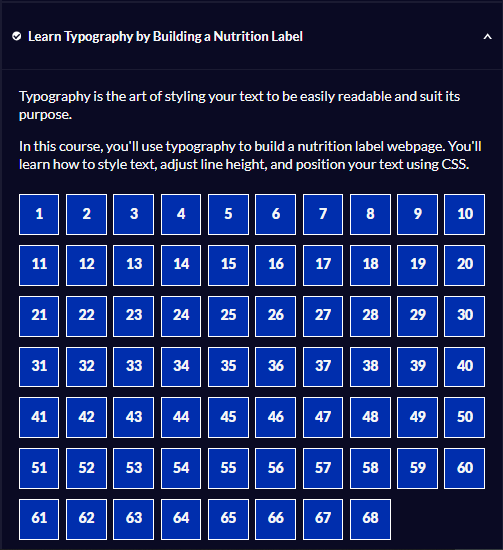 Learn Typography by Building a Nutrition Label
Typography is the art of styling your text to be easily readable and suit its
purpose.
In this course, you'll use typography to build a nutrition label webpage. You'll
learn how to style text, adjust line height, and position your text using CSS.
1 2 3 4 5 6 7 8 9 10
11 12 13 14 15 16 17 18 19 20
21 22 23 24 25 26 27 28 29 30
31 32 33 34 35 36 37 38 39 40
41 42 43 44 45 46 47 48 49 50
51 52 53 54 55 56 57 58 59 60
61 62 63 64 65 66 67 68